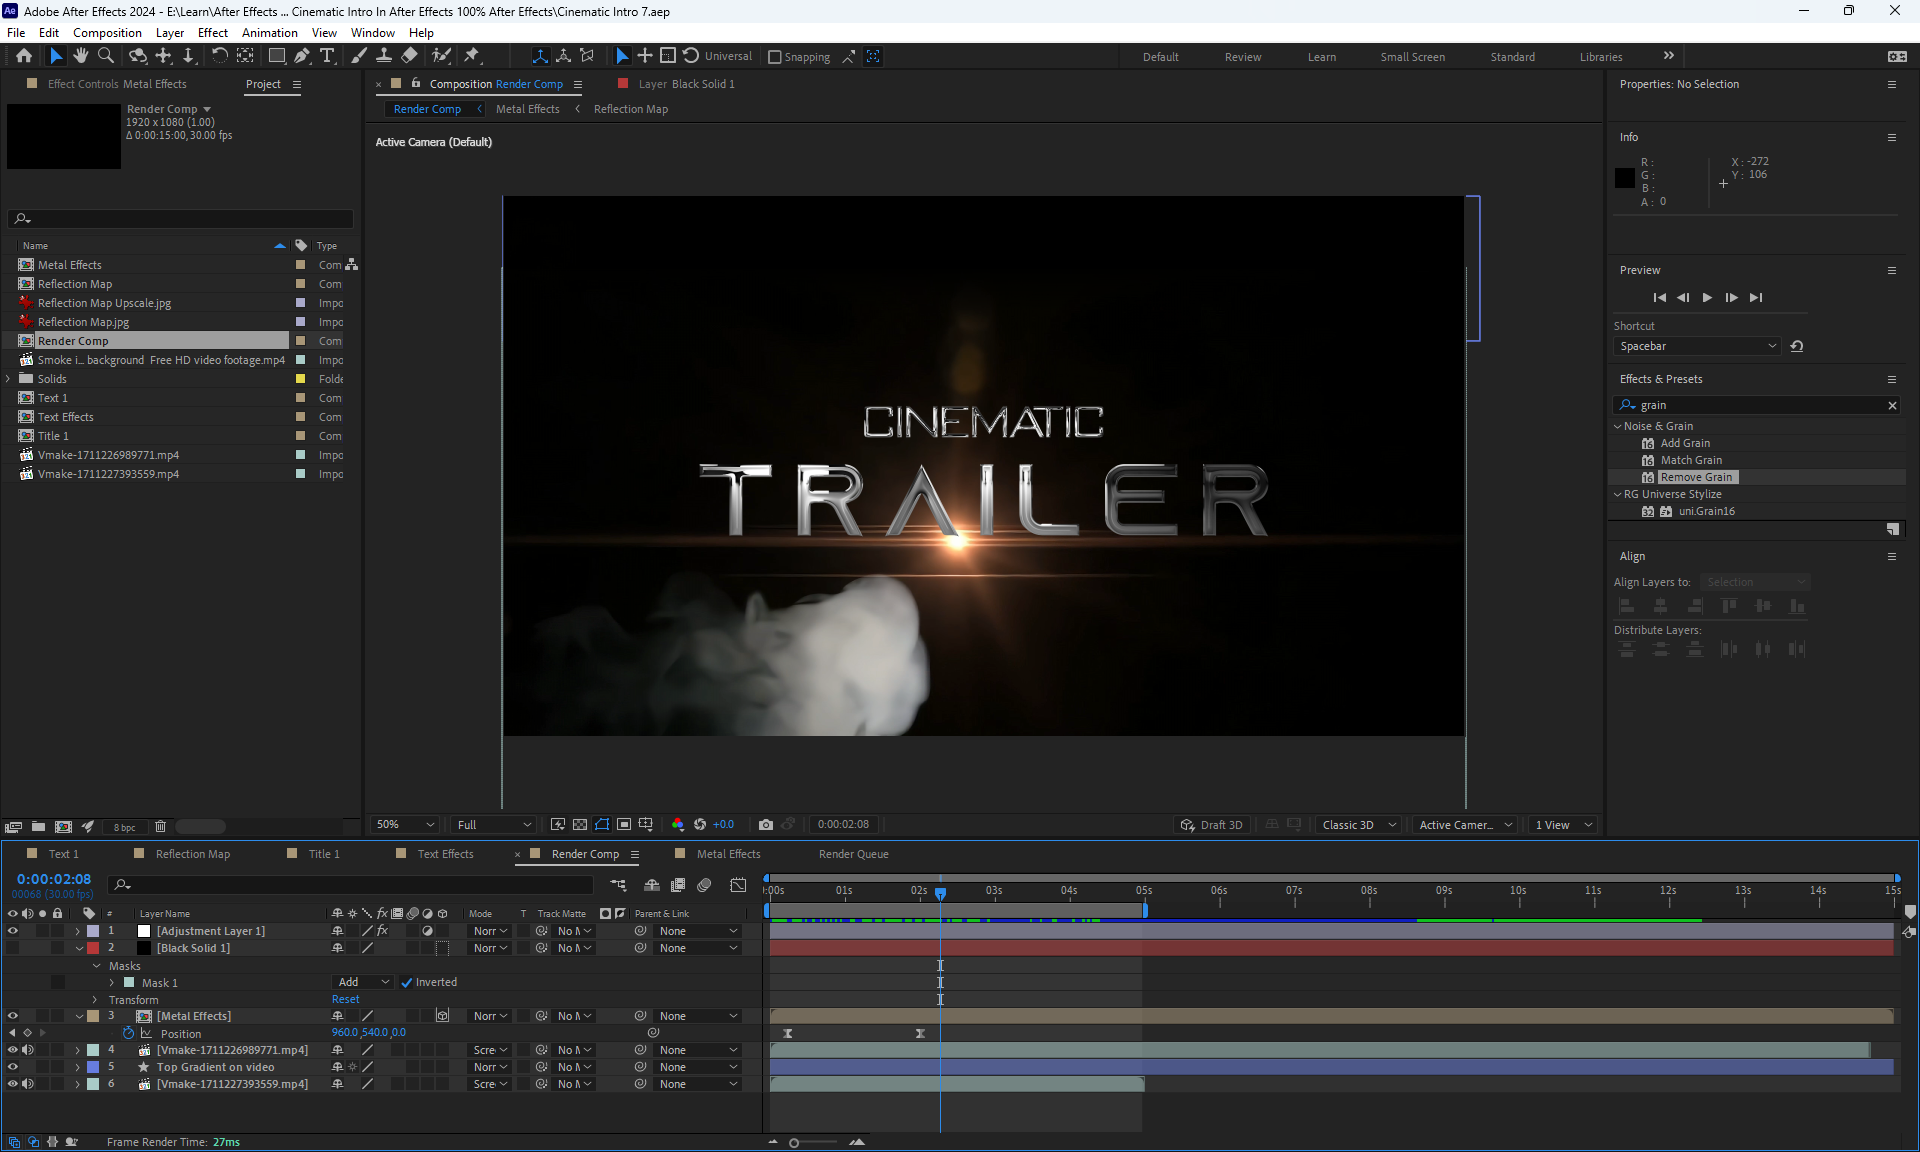 Adobe After Effects 2024 - E:\Learn\After Effects ... Cinematic Intro In After Effects 100% After Effects\Cinematic Intro 7.aep
File Edit Composition Layer Effect Animation View Window Help
Universal Snapping Default Review Learn Small Screen Standard Libraries
Effect Controls Metal Effects Project
Render Comp
1920 x 1080 (1.00)
Δ 0:00:15:00, 30.00 fps
Name Type
Metal Effects Com
Reflection Map Com
Reflection Map Upscale.jpg Impo
Reflection Map.jpg Impo
Render Comp Com
Smoke i... background Free HD video footage.mp4 Impo
Solids Folde
Text 1 Com
Text Effects Com
Title 1 Com
Vmake-1711226989771.mp4 Impo
Vmake-1711227393559.mp4 Impo
8 bpc
Composition Render Comp Layer Black Solid 1
Render Comp Metal Effects Reflection Map
Active Camera (Default)
CINEMATIC
TRAILER
50% Full +0.0 0:00:02:08 Draft 3D Classic 3D Active Camer... 1 View
Properties: No Selection
Info
R :
G :
B :
A : 0
X : -272
Y : 106
Preview
Shortcut
Spacebar
Effects & Presets
grain
Noise & Grain
Add Grain
Match Grain
Remove Grain
RG Universe Stylize
uni.Grain16
Align
Align Layers to: Selection
Distribute Layers:
Text 1 Reflection Map Title 1 Text Effects Render Comp Metal Effects Render Queue
0:00:02:08
00068 (30.00 fps)
):00s 01s 02s 03s 04s 05s 06s 07s 08s 09s 10s 11s 12s 13s 14s 15s
# Layer Name Mode T Track Matte Parent & Link
1 [Adjustment Layer 1] Norr No M None
2 [Black Solid 1] Norr No M None
Masks
Mask 1 Add Inverted
Transform Reset
3 [Metal Effects] Norr No M None
Position 960.0,540.0,0.0
4 [Vmake-1711226989771.mp4] Scre No M None
5 Top Gradient on video Norr No M None
6 [Vmake-1711227393559.mp4] Scre No M None
Frame Render Time: 27ms